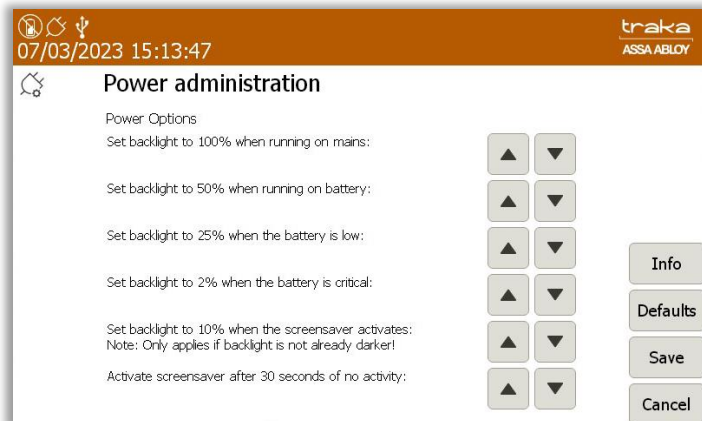 07/03/2023 15:13:47
traka
ASSA ABLOY
Power administration
Power Options
Set backlight to 100% when running on mains:
Set backlight to 50% when running on battery:
Set backlight to 25% when the battery is low:
Set backlight to 2% when the battery is critical:
Set backlight to 10% when the screensaver activates:
Note: Only applies if backlight is not already darker!
Activate screensaver after 30 seconds of no activity:
Info
Defaults
Save
Cancel